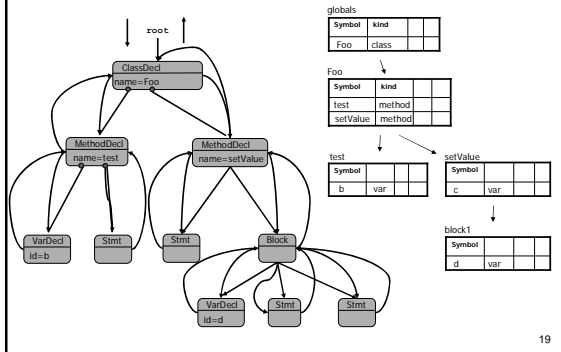 root
ClassDecl
name=Foo
MethodDecl
name=test
MethodDecl
name=setValue
VarDecl
id=b
Stmt
Stmt
Block
VarDecl
id=d
Stmt
Stmt
globals
Symbol kind
Foo class
Foo
Symbol kind
test method
setValue method
test
Symbol
b var
setValue
Symbol
c var
block1
Symbol
d var
19